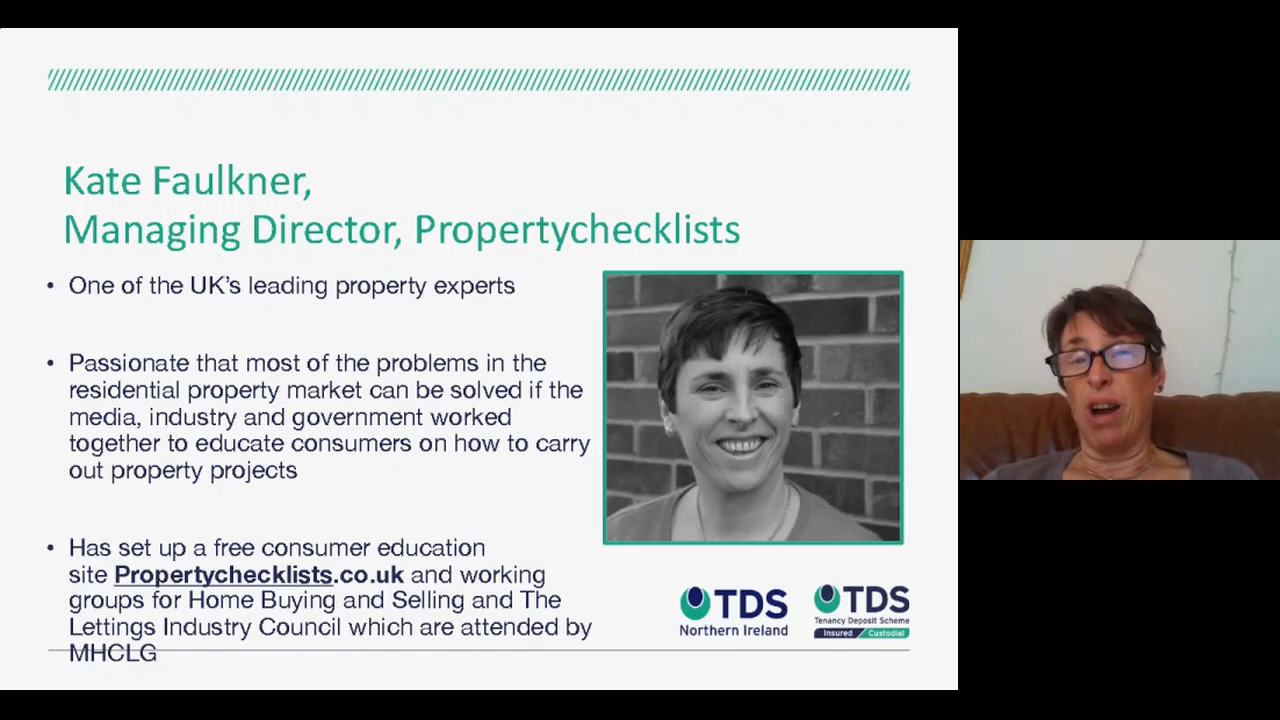 Kate Faulkner,
Managing Director, Propertychecklists
• One of the UK's leading property experts
• Passionate that most of the problems in the
residential property market can be solved if the
media, industry and government worked
together to educate consumers on how to carry
out property projects
• Has set up a free consumer education
site Propertychecklists.co.uk and working
groups for Home Buying and Selling and The
Lettings Industry Council which are attended by
MHCLG
TDS
Northern Ireland
TDS
Tenancy Deposit Scheme
Insured Custodial